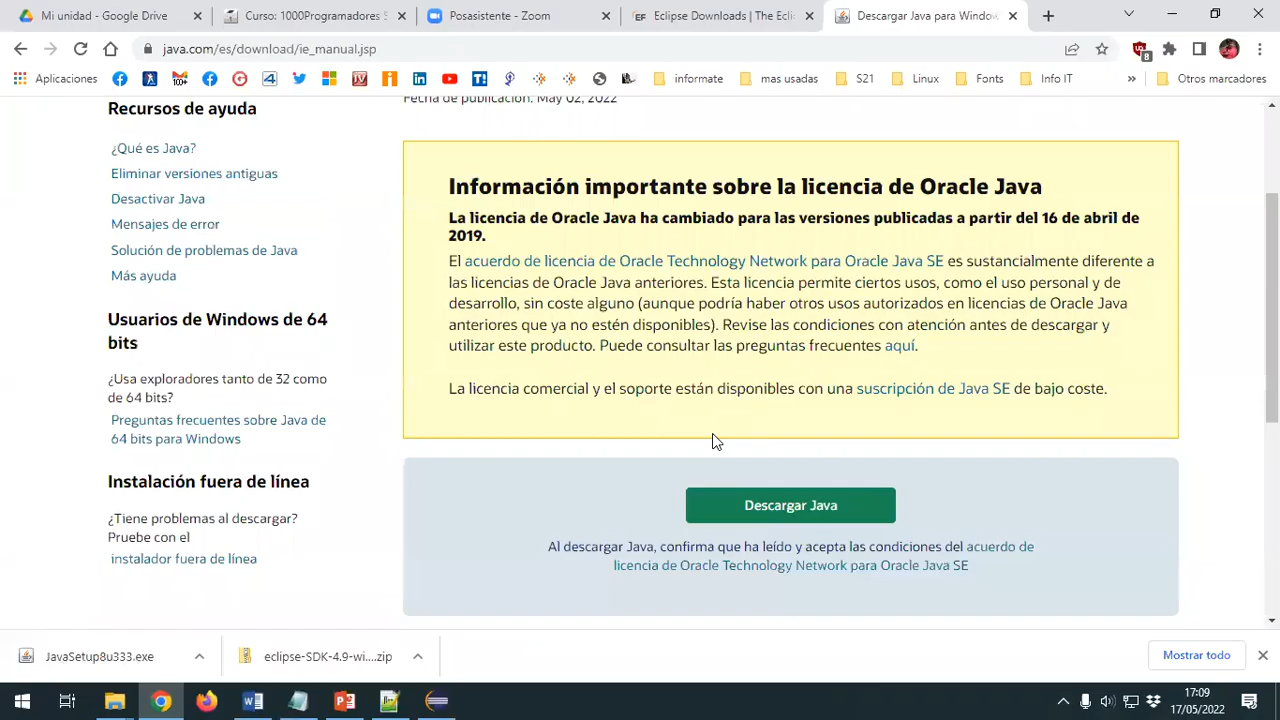 Mi unidad - Google Drive
Curso: 1000Programadores S
Posasistente - Zoom
Eclipse Downloads | The Ecl
Descargar Java para Window
java.com/es/download/ie_manual.jsp
8
Aplicaciones
informate
mas usadas
S21
Linux
Fonts
Info IT
»
Otros marcadores
Recursos de ayuda
¿Qué es Java?
Eliminar versiones antiguas
Desactivar Java
Mensajes de error
Solución de problemas de Java
Más ayuda
Usuarios de Windows de 64
bits
¿Usa exploradores tanto de 32 como
de 64 bits?
Preguntas frecuentes sobre Java de
64 bits para Windows
Instalación fuera de línea
¿Tiene problemas al descargar?
Pruebe con el
instalador fuera de línea
Fecha de publicación: May 02, 2022
Información importante sobre la licencia de Oracle Java
La licencia de Oracle Java ha cambiado para las versiones publicadas a partir del 16 de abril de
2019.
El acuerdo de licencia de Oracle Technology Network para Oracle Java SE es sustancialmente diferente a
las licencias de Oracle Java anteriores. Esta licencia permite ciertos usos, como el uso personal y de
desarrollo, sin coste alguno (aunque podría haber otros usos autorizados en licencias de Oracle Java
anteriores que ya no estén disponibles). Revise las condiciones con atención antes de descargar y
utilizar este producto. Puede consultar las preguntas frecuentes aquí.
La licencia comercial y el soporte están disponibles con una suscripción de Java SE de bajo coste.
Descargar Java
Al descargar Java, confirma que ha leído y acepta las condiciones del acuerdo de
licencia de Oracle Technology Network para Oracle Java SE
JavaSetup8u333.exe
eclipse-SDK-4.9-wi....zip
Mostrar todo
17:09
17/05/2022